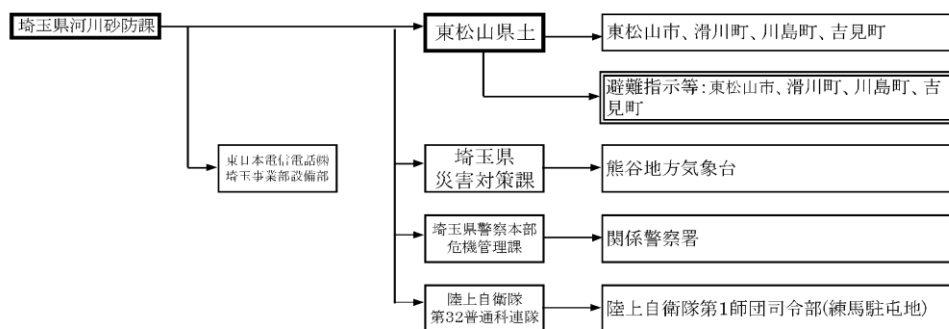 埼玉県河川砂防課
東松山県土
東松山市、滑川町、川島町、吉見町
避難指示等:東松山市、滑川町、川島町、吉
見町
東日本電信電話㈱
埼玉事業部設備部
埼玉県
災害対策課
熊谷地方気象台
埼玉県警察本部
危機管理課
関係警察署
陸上自衛隊
第32普通科連隊
陸上自衛隊第1師団司令部(練馬駐屯地)